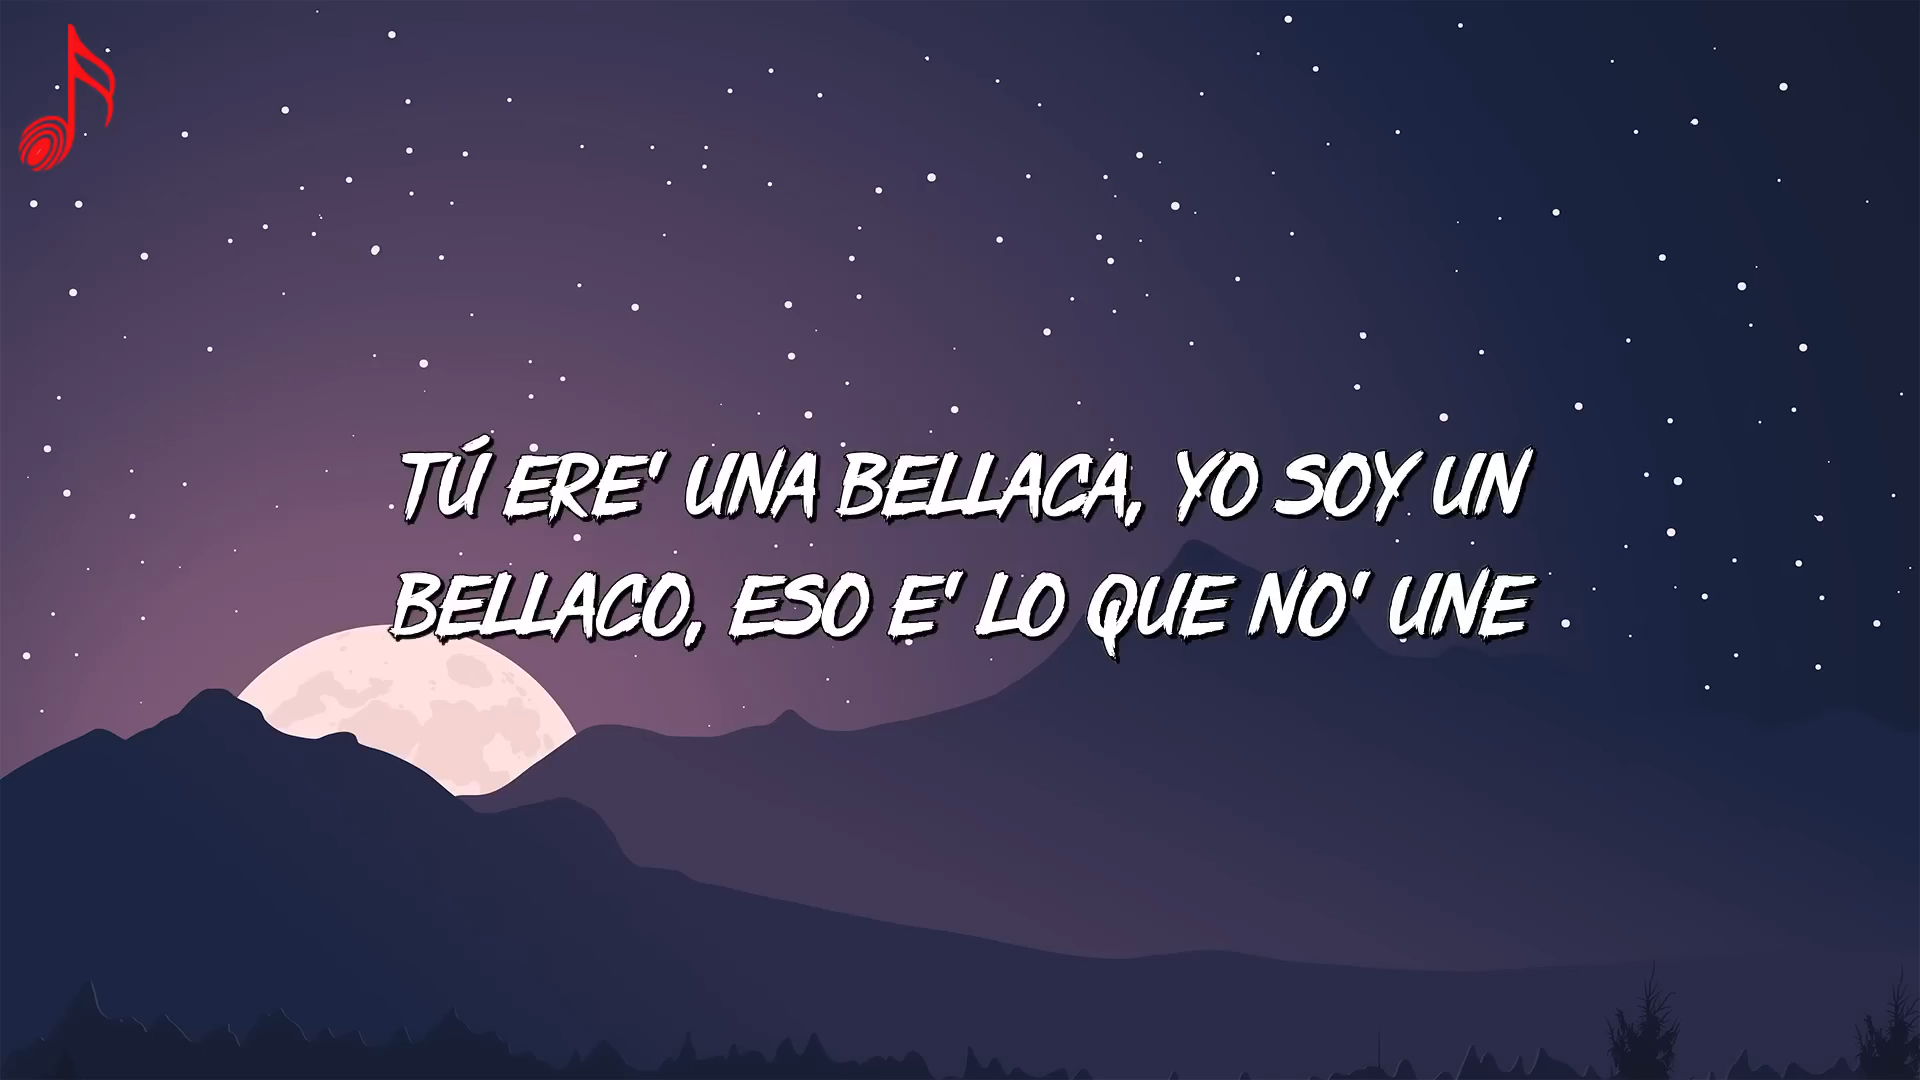 TÚ ERE' UNA BELLACA, YO SOY UN
BELLACO, ESO E' LO QUE NO' UNE